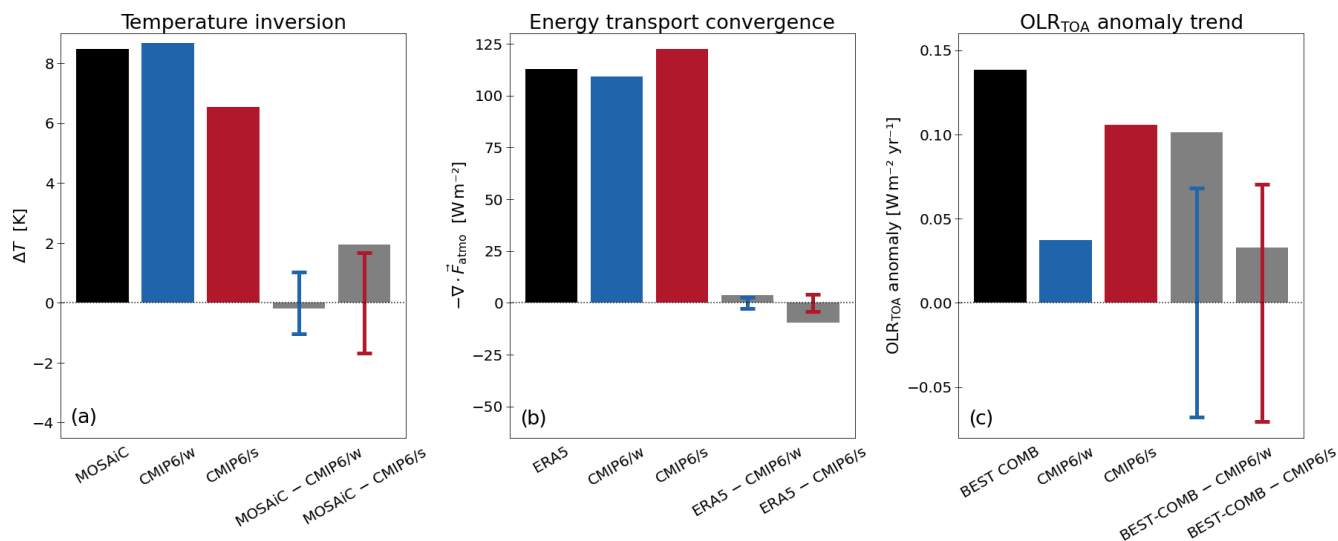 Temperature inversion
8
6
4
2
0
−2
−4
ΔT [K]
(a)
MOSAiC
CMIP6/w
CMIP6/s
MOSAiC − CMIP6/w
MOSAiC − CMIP6/s
Energy transport convergence
125
100
75
50
25
0
−25
−50
−∇ · F⃗atmo [W m⁻²]
(b)
ERA5
CMIP6/w
CMIP6/s
ERA5 − CMIP6/w
ERA5 − CMIP6/s
OLRTOA anomaly trend
0.15
0.10
0.05
0.00
−0.05
OLRTOA anomaly [W m⁻² yr⁻¹]
(c)
BEST COMB
CMIP6/w
CMIP6/s
BEST-COMB − CMIP6/w
BEST-COMB − CMIP6/s